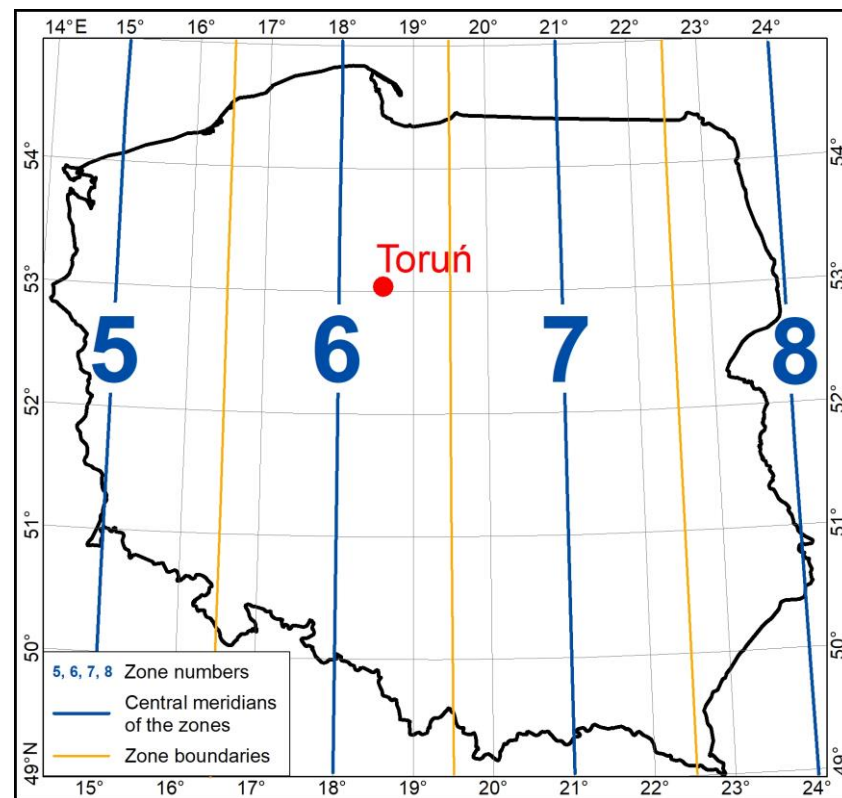 14° E 15° 16° 17° 18° 19° 20° 21° 22° 23° 24°
54° 54°
Toruń
53° 53°
5 6 7 8
52° 52°
51° 51°
50° 50°
5, 6, 7, 8 Zone numbers
Central meridians
of the zones
Zone boundaries
49°N 49°
15° 16° 17° 18° 19° 20° 21° 22° 23° 24°